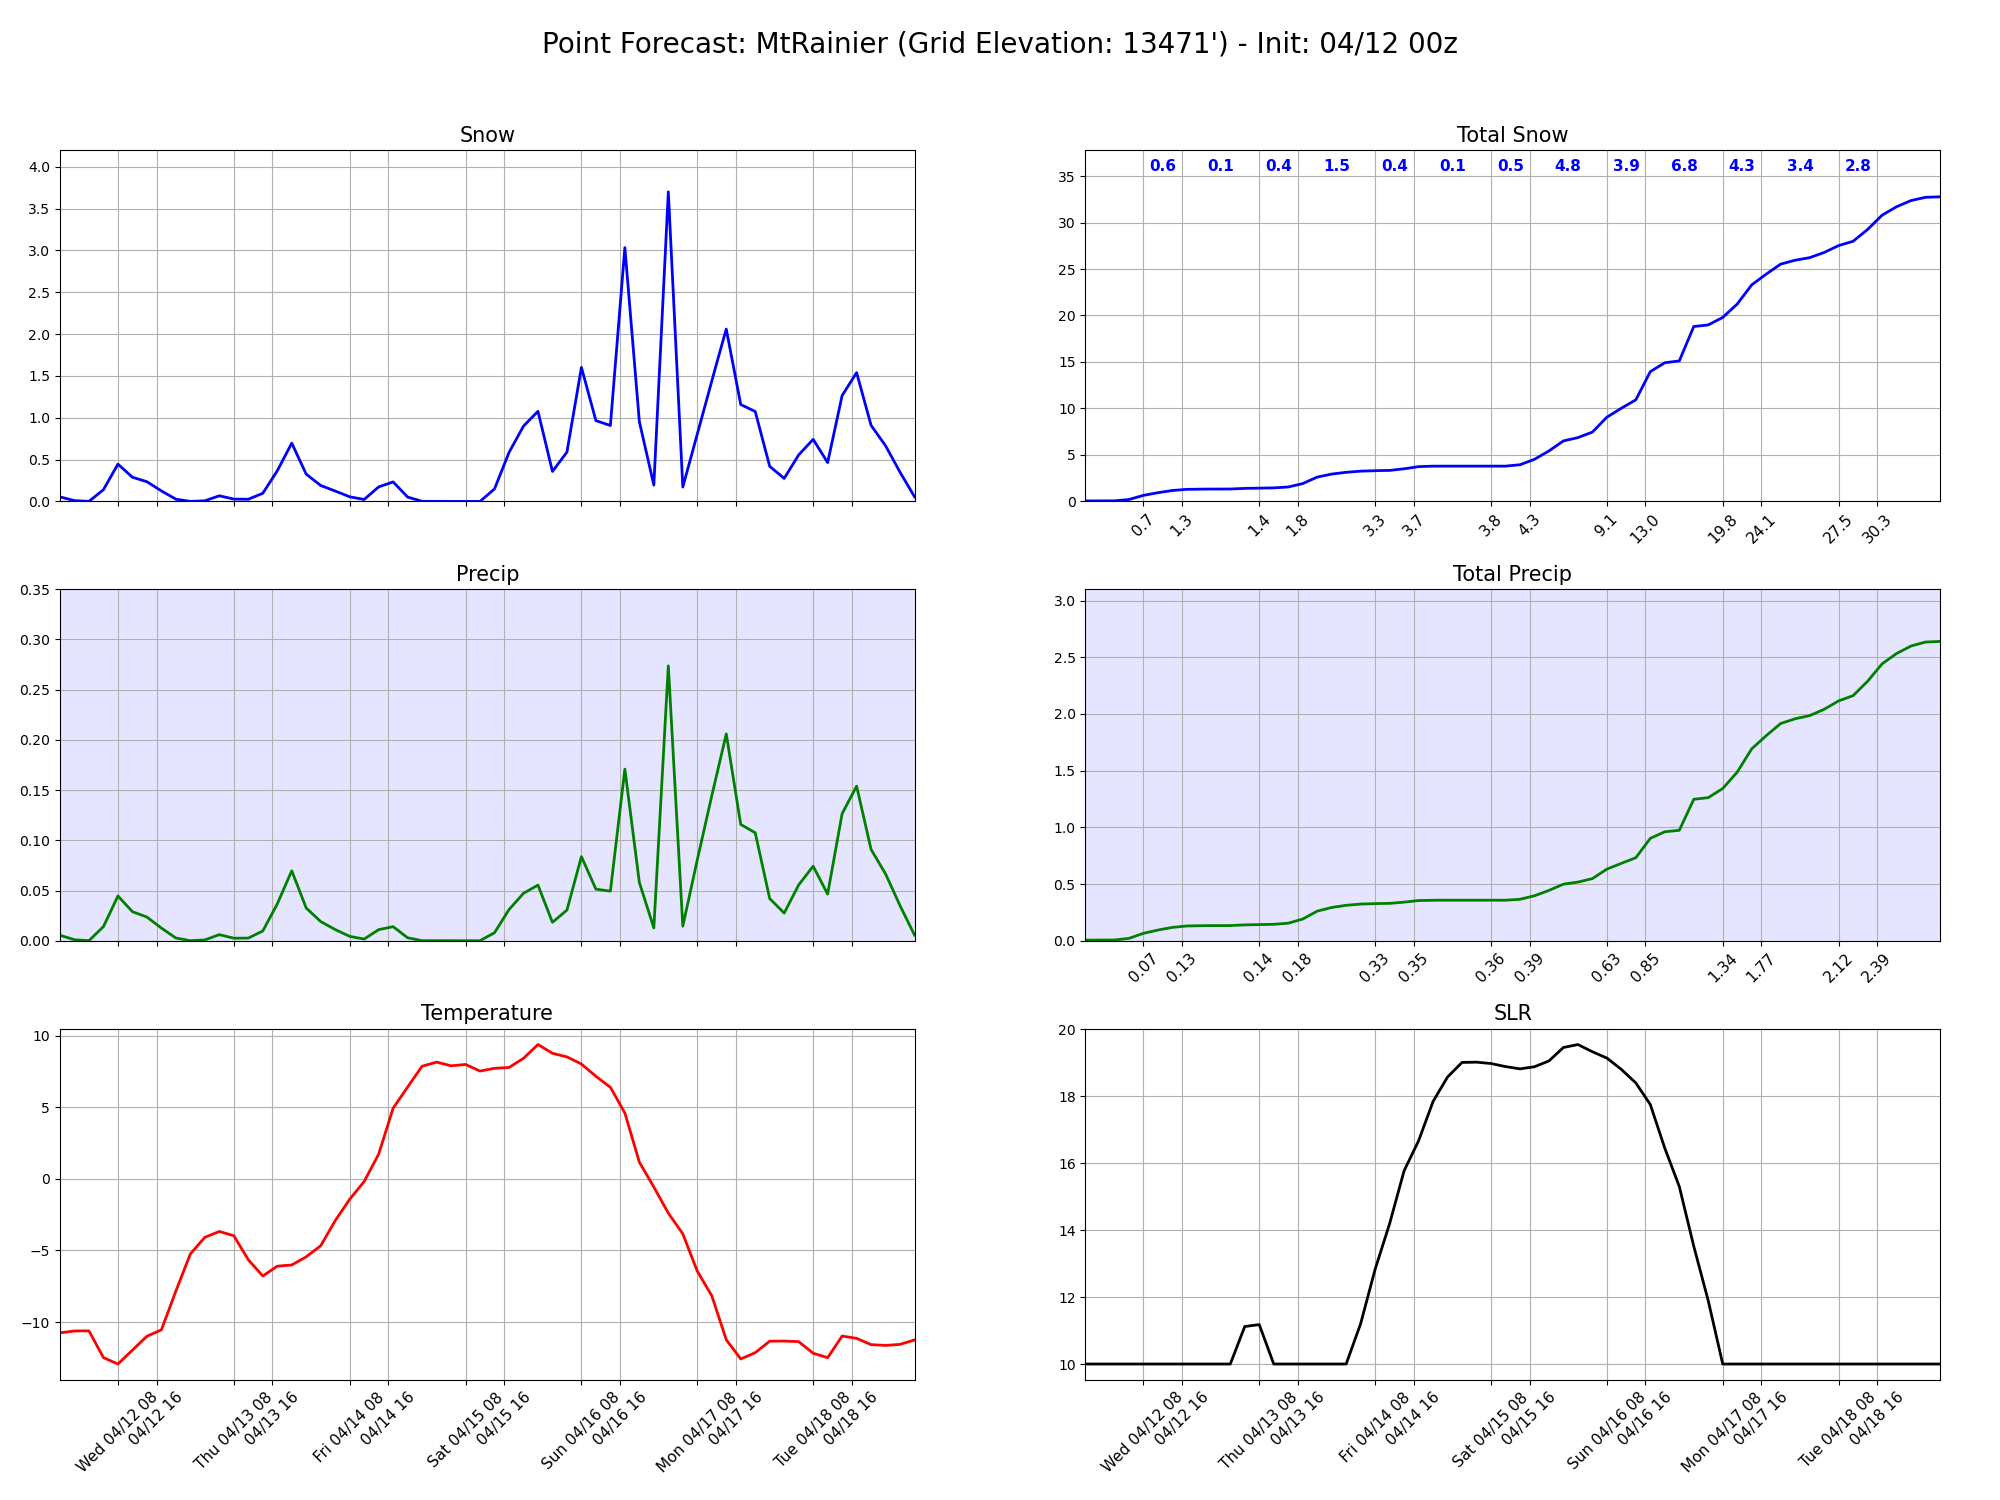 Point Forecast: MtRainier (Grid Elevation: 13471') - Init: 04/12 00z
Snow
4.0
3.5
3.0
2.5
2.0
1.5
1.0
0.5
0.0
Total Snow
0.6 0.1 0.4 1.5 0.4 0.1 0.5 4.8 3.9 6.8 4.3 3.4 2.8
35
30
25
20
15
10
5
0
0.7 1.3 1.4 1.8 3.3 3.7 3.8 4.3 9.1 13.0 19.8 24.1 27.5 30.3
Precip
0.35
0.30
0.25
0.20
0.15
0.10
0.05
0.00
Total Precip
3.0
2.5
2.0
1.5
1.0
0.5
0.0
0.07 0.13 0.14 0.18 0.33 0.35 0.36 0.39 0.63 0.85 1.34 1.77 2.12 2.39
Temperature
10
5
0
−5
−10
Wed 04/12 08
04/12 16
Thu 04/13 08
04/13 16
Fri 04/14 08
04/14 16
Sat 04/15 08
04/15 16
Sun 04/16 08
04/16 16
Mon 04/17 08
04/17 16
Tue 04/18 08
04/18 16
SLR
20
18
16
14
12
10
Wed 04/12 08
04/12 16
Thu 04/13 08
04/13 16
Fri 04/14 08
04/14 16
Sat 04/15 08
04/15 16
Sun 04/16 08
04/16 16
Mon 04/17 08
04/17 16
Tue 04/18 08
04/18 16